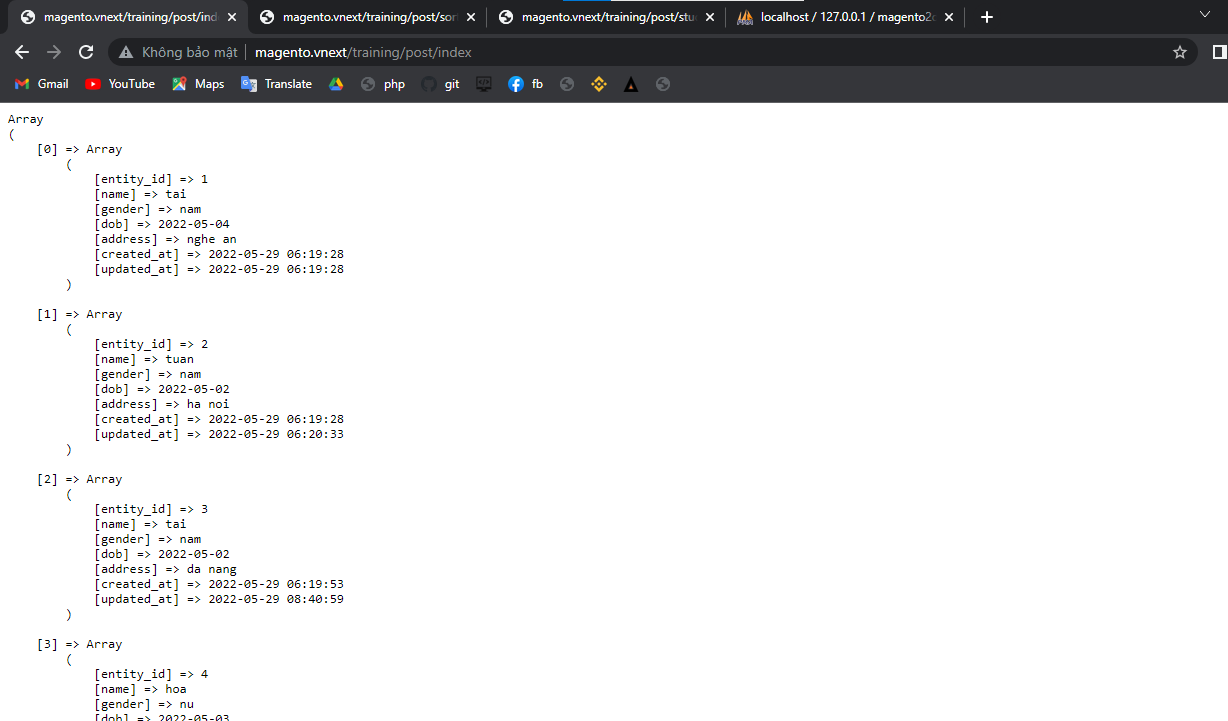 magento.vnext/training/post/ind
magento.vnext/training/post/sor
magento.vnext/training/post/stu
localhost / 127.0.0.1 / magento2
Không bảo mật
magento.vnext/training/post/index
Gmail
YouTube
Maps
Translate
php
git
fb
Array
(
[0] => Array
(
[entity_id] => 1
[name] => tai
[gender] => nam
[dob] => 2022-05-04
[address] => nghe an
[created_at] => 2022-05-29 06:19:28
[updated_at] => 2022-05-29 06:19:28
)
[1] => Array
(
[entity_id] => 2
[name] => tuan
[gender] => nam
[dob] => 2022-05-02
[address] => ha noi
[created_at] => 2022-05-29 06:19:28
[updated_at] => 2022-05-29 06:20:33
)
[2] => Array
(
[entity_id] => 3
[name] => tai
[gender] => nam
[dob] => 2022-05-02
[address] => da nang
[created_at] => 2022-05-29 06:19:53
[updated_at] => 2022-05-29 08:40:59
)
[3] => Array
(
[entity_id] => 4
[name] => hoa
[gender] => nu
[dob] => 2022-05-03